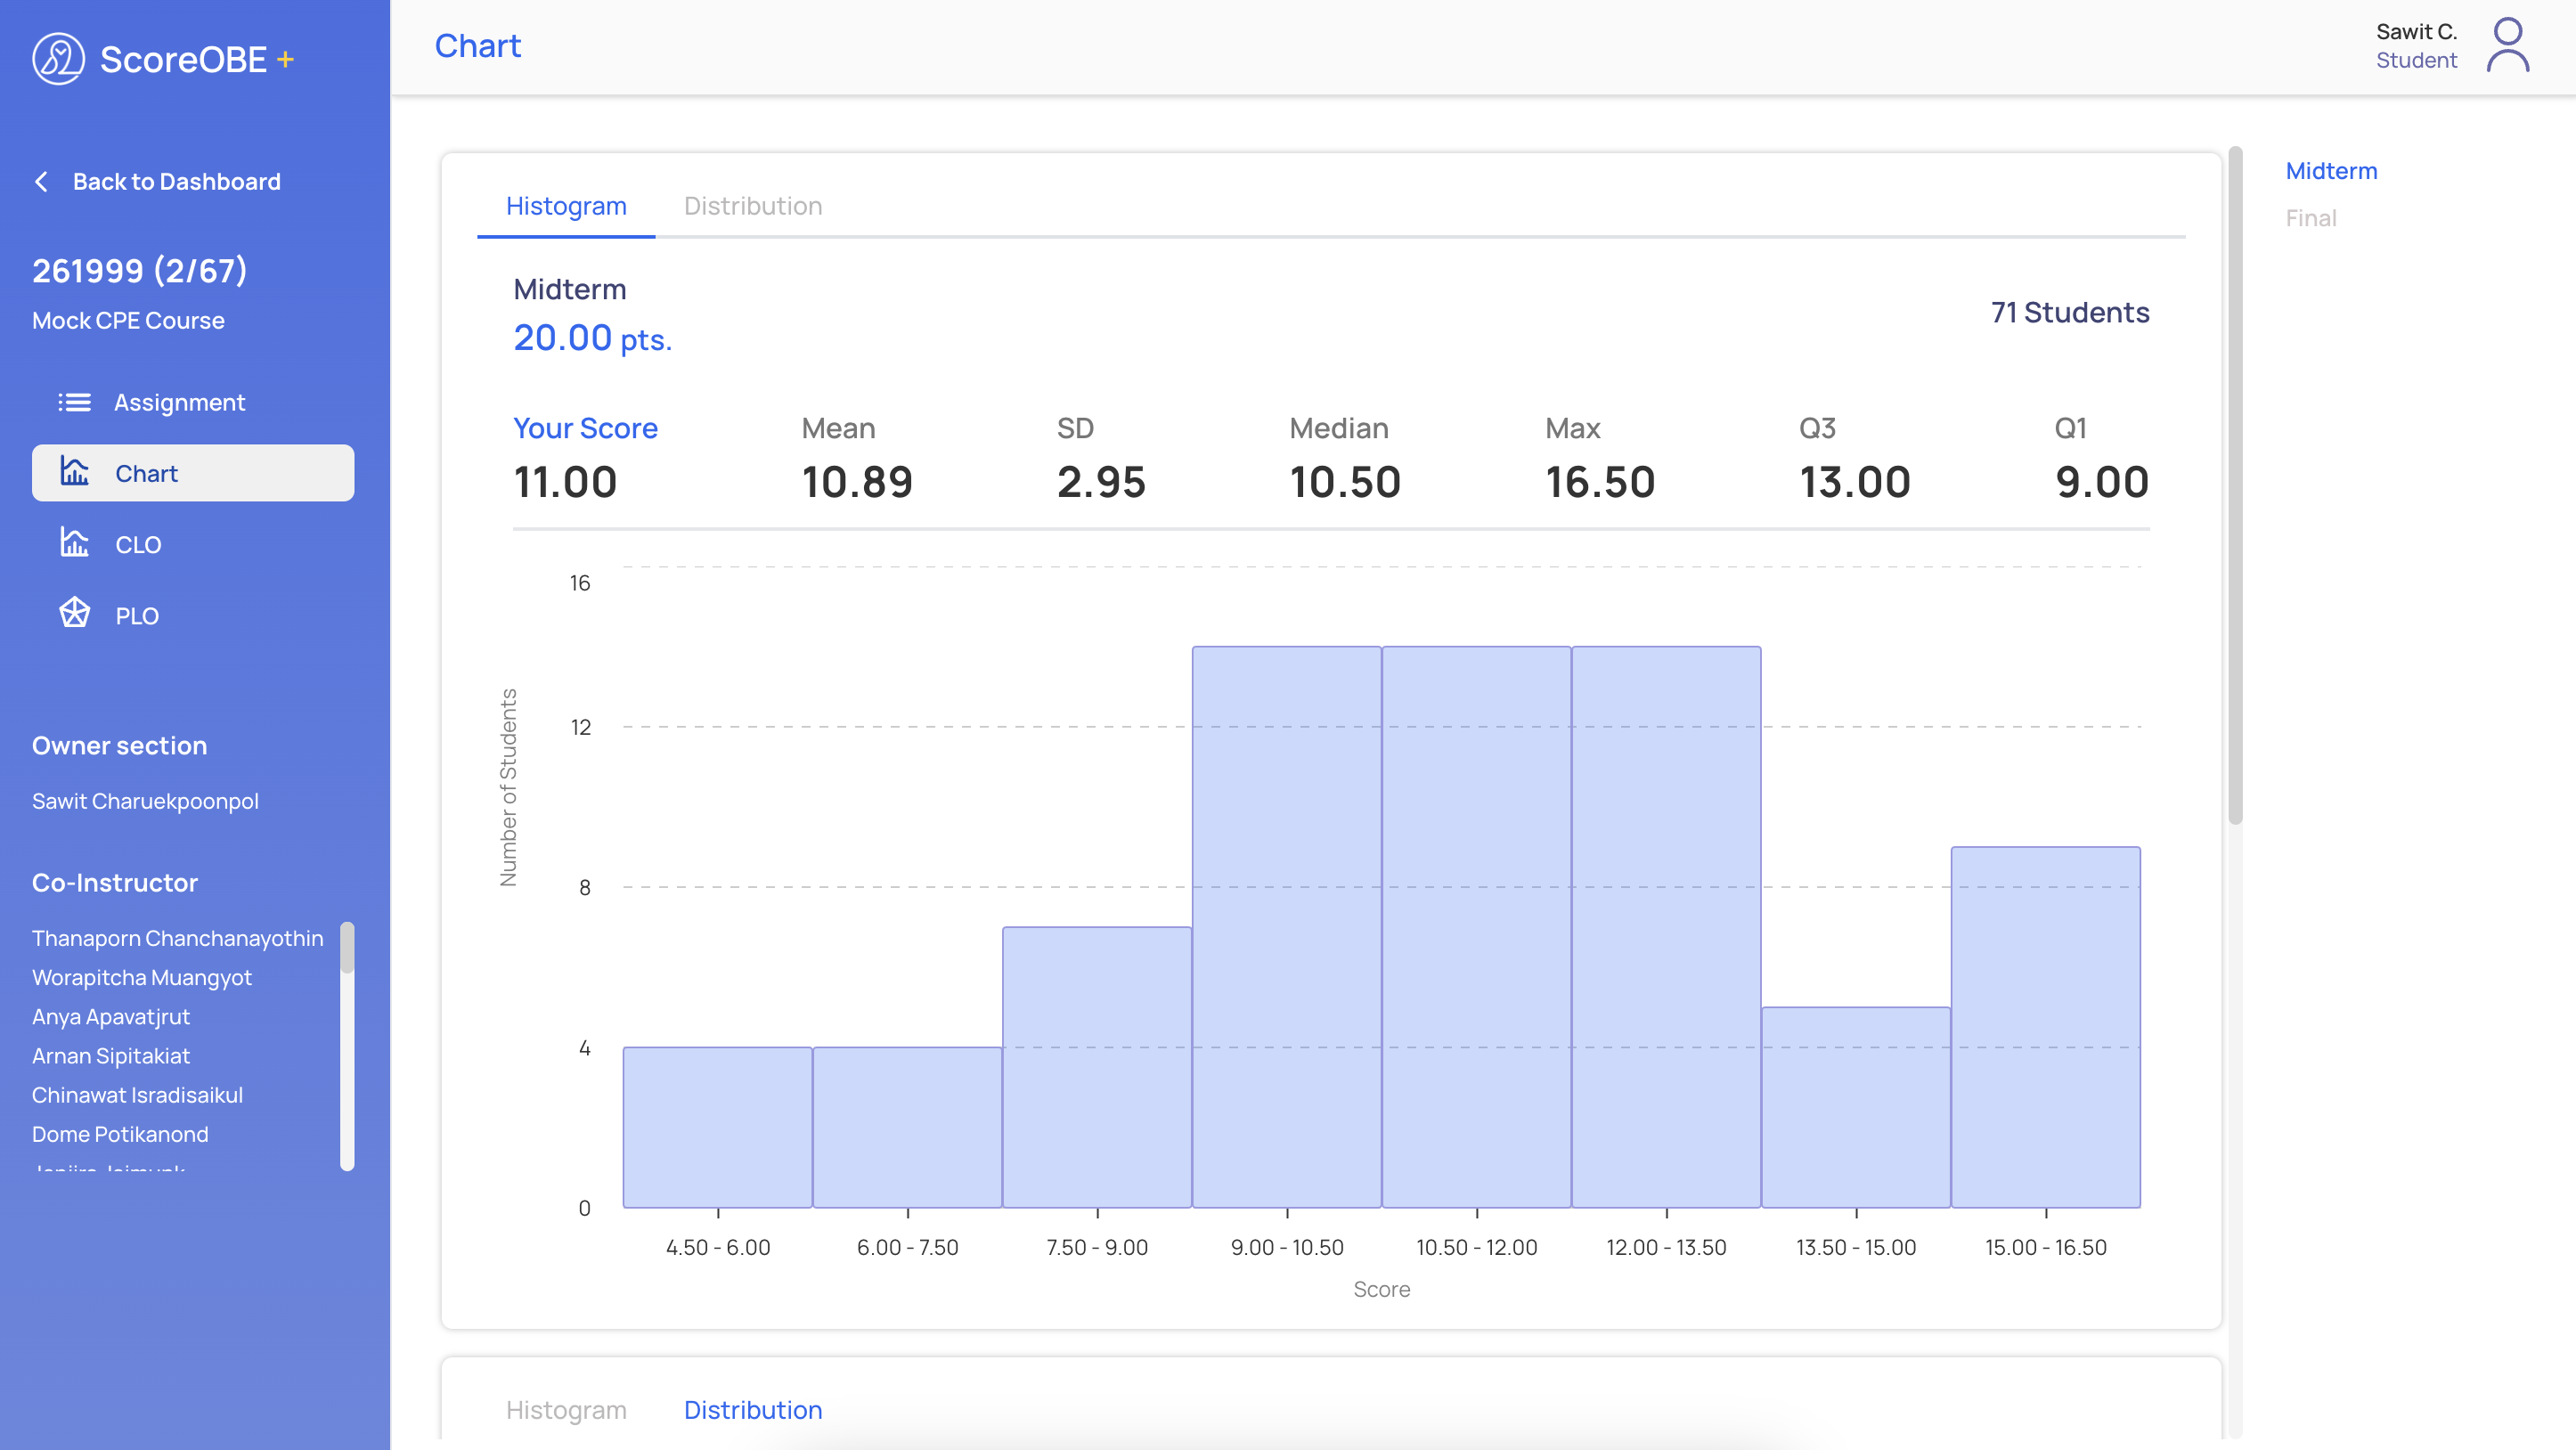 ScoreOBE +
Back to Dashboard
261999 (2/67)
Mock CPE Course
Assignment
Chart
CLO
PLO
Owner section
Sawit Charuekpoonpol
Co-Instructor
Thanaporn Chanchanayothin
Worapitcha Muangyot
Anya Apavatjrut
Arnan Sipitakiat
Chinawat Isradisaikul
Dome Potikanond
Chart
Sawit C.
Student
Histogram Distribution
Midterm
20.00 pts.
71 Students
Your Score Mean SD Median Max Q3 Q1
11.00 10.89 2.95 10.50 16.50 13.00 9.00
16
12
8
4
0
Number of Students
4.50 - 6.00 6.00 - 7.50 7.50 - 9.00 9.00 - 10.50 10.50 - 12.00 12.00 - 13.50 13.50 - 15.00 15.00 - 16.50
Score
Histogram Distribution
Midterm
Final